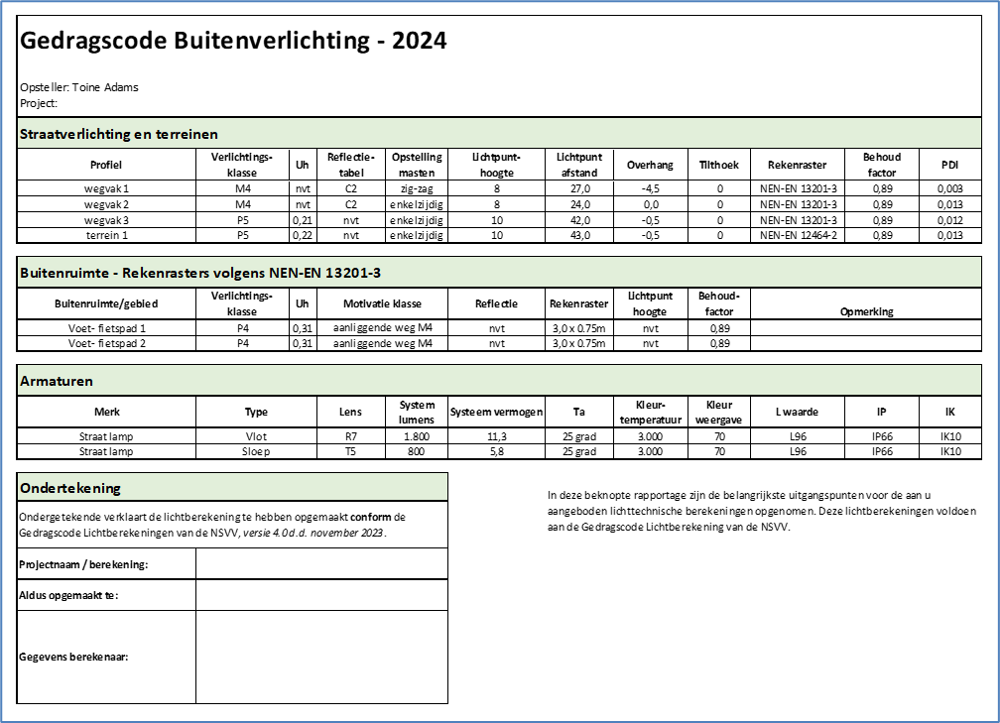 Gedragscode Buitenverlichting - 2024
Opsteller: Toine Adams
Project:
Straatverlichting en terreinen
Profiel Verlichtings-klasse Uh Reflectie-tabel Opstelling masten Lichtpunt-hoogte Lichtpunt afstand Overhang Tilthoek Rekenraster Behoud factor PDI
wegvak 1 M4 nvt C2 zig-zag 8 27,0 -4,5 0 NEN-EN 13201-3 0,89 0,003
wegvak 2 M4 nvt C2 enkelzijdig 8 24,0 0,0 0 NEN-EN 13201-3 0,89 0,013
wegvak 3 P5 0,21 nvt enkelzijdig 10 42,0 -0,5 0 NEN-EN 13201-3 0,89 0,012
terrein 1 P5 0,22 nvt enkelzijdig 10 43,0 -0,5 0 NEN-EN 12464-2 0,89 0,013
Buitenruimte - Rekenrasters volgens NEN-EN 13201-3
Buitenruimte/gebied Verlichtings-klasse Uh Motivatie klasse Reflectie Rekenraster Lichtpunt hoogte Behoud-factor Opmerking
Voet- fietspad 1 P4 0,31 aanliggende weg M4 nvt 3,0 x 0.75m nvt 0,89
Voet- fietspad 2 P4 0,31 aanliggende weg M4 nvt 3,0 x 0.75m nvt 0,89
Armaturen
Merk Type Lens System lumens Systeem vermogen Ta Kleur-temperatuur Kleur weergave L waarde IP IK
Straat lamp Vlot R7 1.800 11,3 25 grad 3.000 70 L96 IP66 IK10
Straat lamp Sloep T5 800 5,8 25 grad 3.000 70 L96 IP66 IK10
Ondertekening
Ondergetekende verklaart de lichtberekening te hebben opgemaakt conform de
Gedragscode Lichtberekeningen van de NSVV, versie 4.0 d.d. november 2023.
Projectnaam / berekening:
Aldus opgemaakt te:
Gegevens berekenaar:
In deze beknopte rapportage zijn de belangrijkste uitgangspunten voor de aan u
aangeboden lichttechnische berekeningen opgenomen. Deze lichtberekeningen voldoen
aan de Gedragscode Lichtberekening van de NSVV.